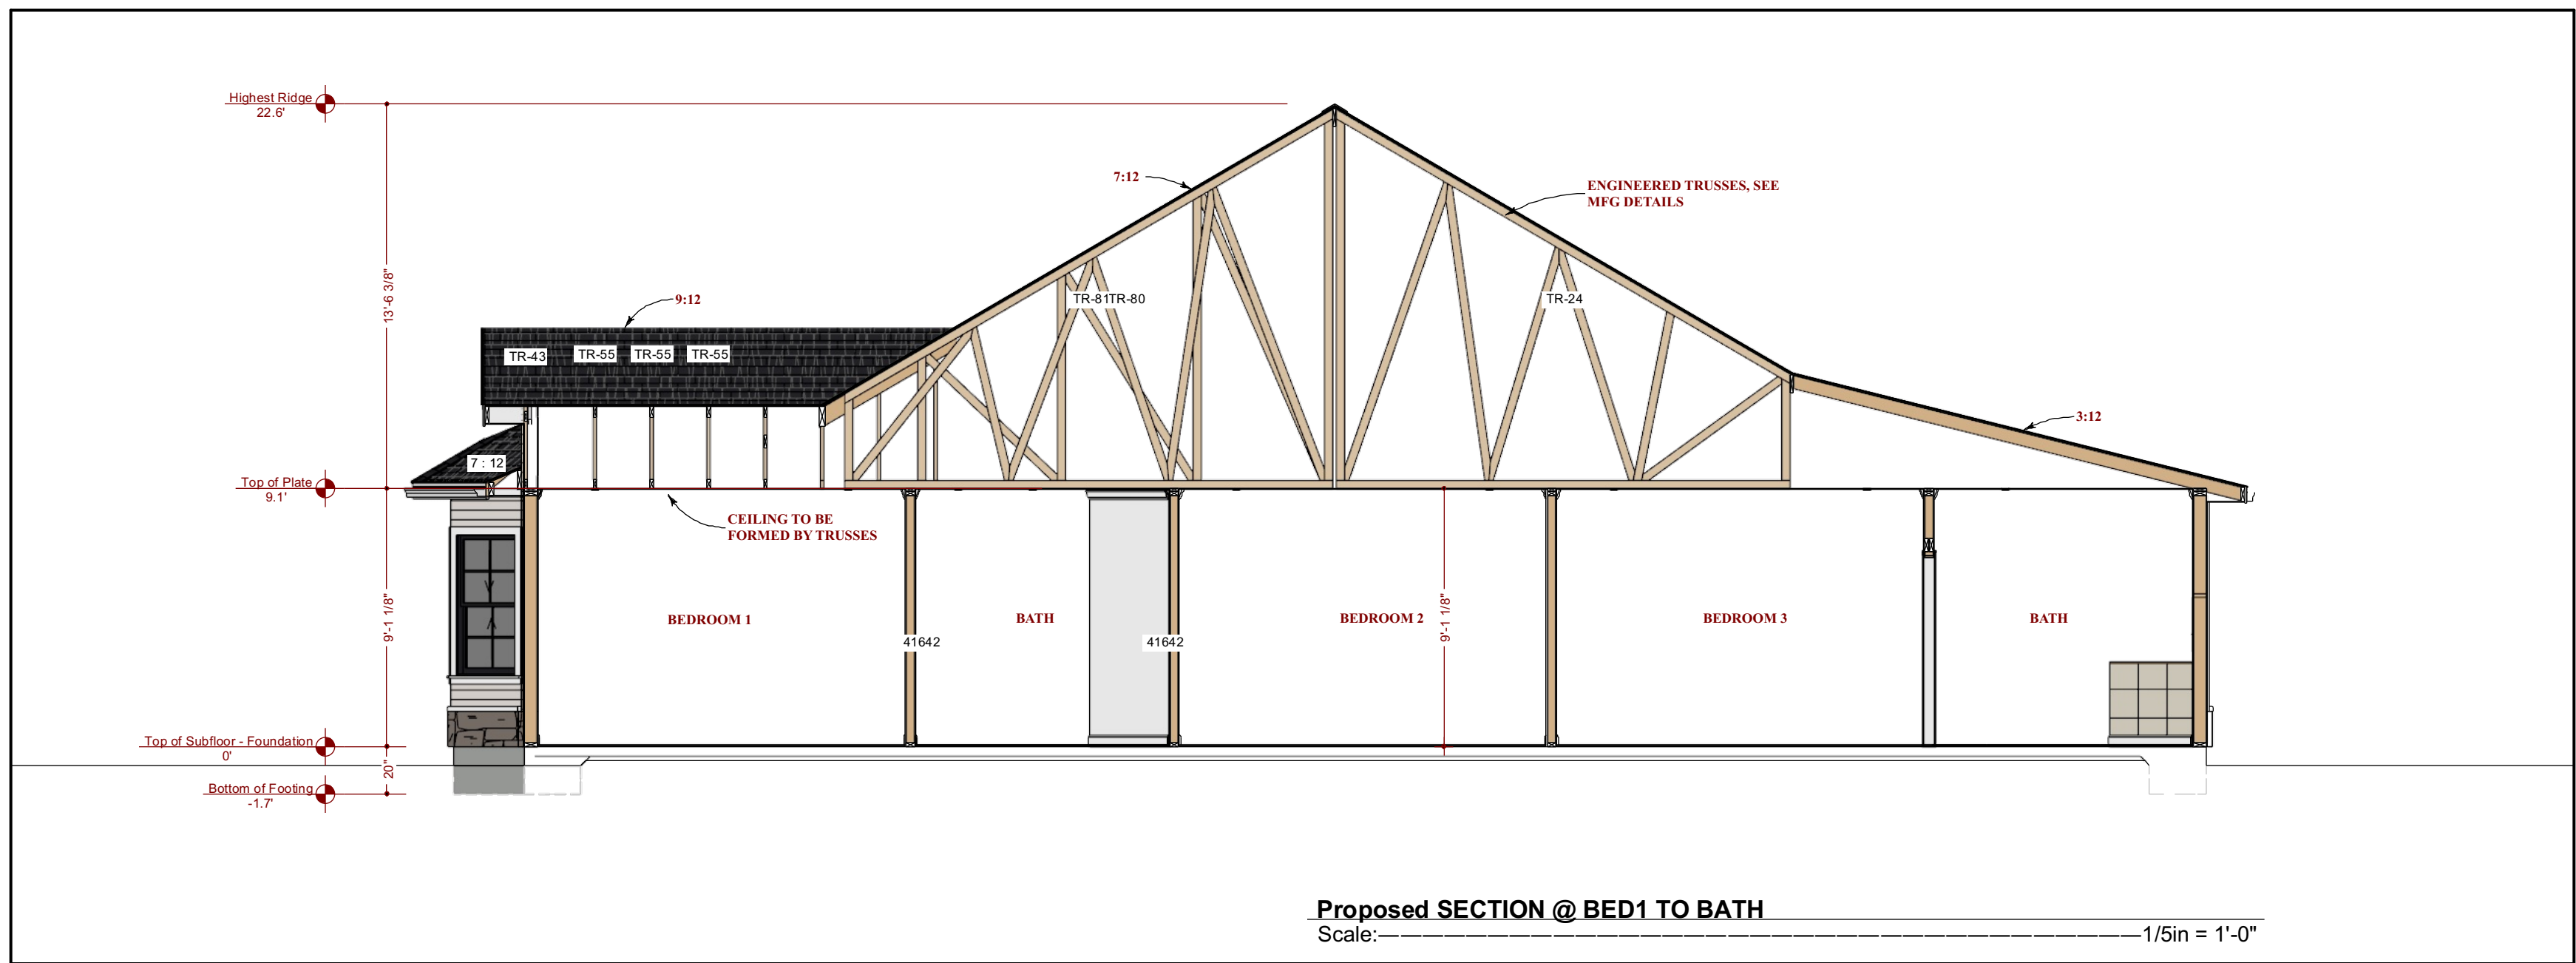 Highest Ridge
22.6'
13'-6 3/8"
7:12
ENGINEERED TRUSSES, SEE
MFG DETAILS
9:12
TR-81TR-80
TR-24
TR-43
TR-55
TR-55
TR-55
3:12
7 : 12
Top of Plate
9.1'
CEILING TO BE
FORMED BY TRUSSES
9'-1 1/8"
BEDROOM 1
BATH
BEDROOM 2
9'-1 1/8"
BEDROOM 3
BATH
41642
41642
Top of Subfloor - Foundation
0'
20"
Bottom of Footing
-1.7'
Proposed SECTION @ BED1 TO BATH
Scale:———————————————————————————————————1/5in = 1'-0"